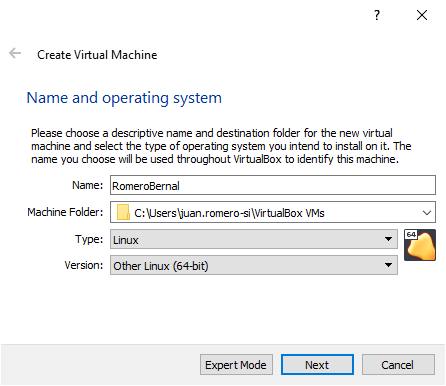 ?
Create Virtual Machine
Name and operating system
Please choose a descriptive name and destination folder for the new virtual
machine and select the type of operating system you intend to install on it. The
name you choose will be used throughout VirtualBox to identify this machine.
Name: RomeroBernal
Machine Folder: C:\Users\juan.romero-si\VirtualBox VMs
Type: Linux
64
Version: Other Linux (64-bit)
Expert Mode Next Cancel